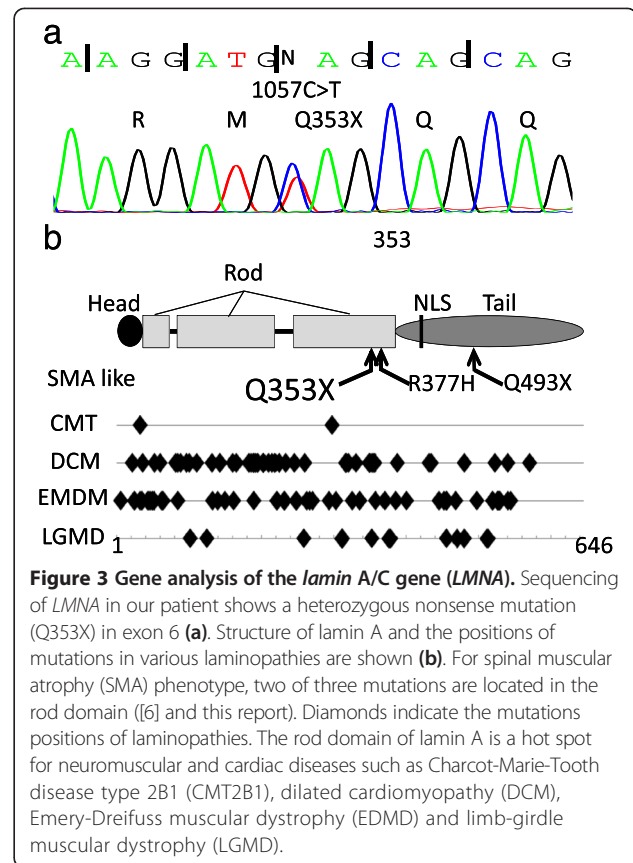 a
A A G G A T G N A G C A G C A G
1057C>T
R M Q353X Q Q
353
b
Rod
Head NLS Tail
SMA like Q353X R377H Q493X
CMT
DCM
EMDM
LGMD
1 646
Figure 3 Gene analysis of the lamin A/C gene (LMNA). Sequencing
of LMNA in our patient shows a heterozygous nonsense mutation
(Q353X) in exon 6 (a). Structure of lamin A and the positions of
mutations in various laminopathies are shown (b). For spinal muscular
atrophy (SMA) phenotype, two of three mutations are located in the
rod domain ([6] and this report). Diamonds indicate the mutations
positions of laminopathies. The rod domain of lamin A is a hot spot
for neuromuscular and cardiac diseases such as Charcot-Marie-Tooth
disease type 2B1 (CMT2B1), dilated cardiomyopathy (DCM),
Emery-Dreifuss muscular dystrophy (EDMD) and limb-girdle
muscular dystrophy (LGMD).